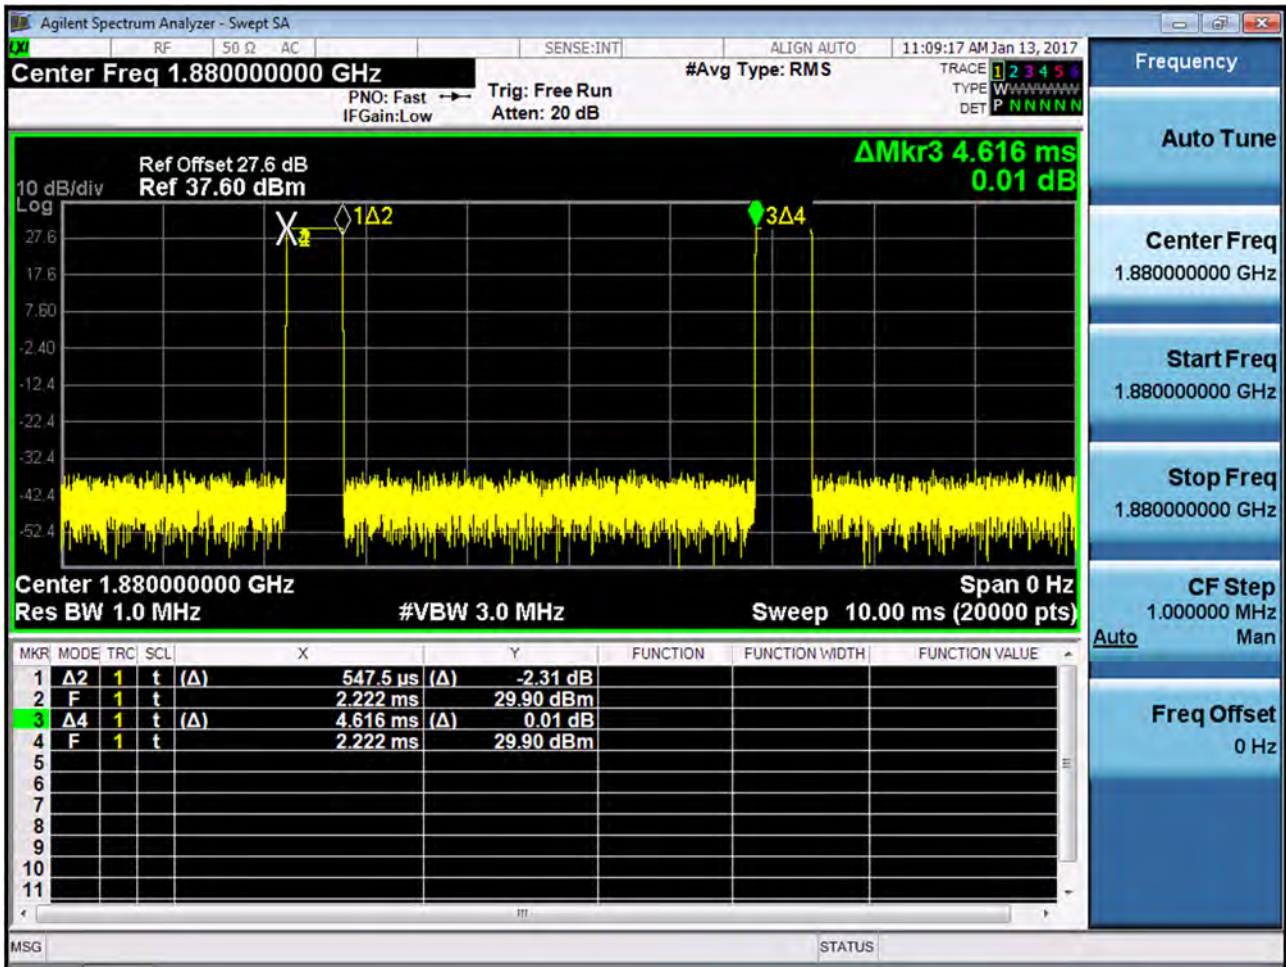 Agilent Spectrum Analyzer - Swept SA
LXI RF 50 Ω AC SENSE:INT ALIGN AUTO 11:09:17 AM Jan 13, 2017
Center Freq 1.880000000 GHz
PNO: Fast
IFGain:Low
Trig: Free Run
Atten: 20 dB
#Avg Type: RMS
TRACE 1 2 3 4 5 6
TYPE W
DET P N N N N N
Ref Offset 27.6 dB
10 dB/div Ref 37.60 dBm
Log
ΔMkr3 4.616 ms
0.01 dB
1Δ2
3Δ4
X
27.6
17.6
7.60
-2.40
-12.4
-22.4
-32.4
-42.4
-52.4
Center 1.880000000 GHz Span 0 Hz
Res BW 1.0 MHz #VBW 3.0 MHz Sweep 10.00 ms (20000 pts)
MKR MODE TRC SCL X Y FUNCTION FUNCTION WIDTH FUNCTION VALUE
1 Δ2 1 t (Δ) 547.5 µs (Δ) -2.31 dB
2 F 1 t 2.222 ms 29.90 dBm
3 Δ4 1 t (Δ) 4.616 ms (Δ) 0.01 dB
4 F 1 t 2.222 ms 29.90 dBm
5
6
7
8
9
10
11
MSG STATUS
Frequency
Auto Tune
Center Freq
1.880000000 GHz
Start Freq
1.880000000 GHz
Stop Freq
1.880000000 GHz
CF Step
1.000000 MHz
Auto Man
Freq Offset
0 Hz